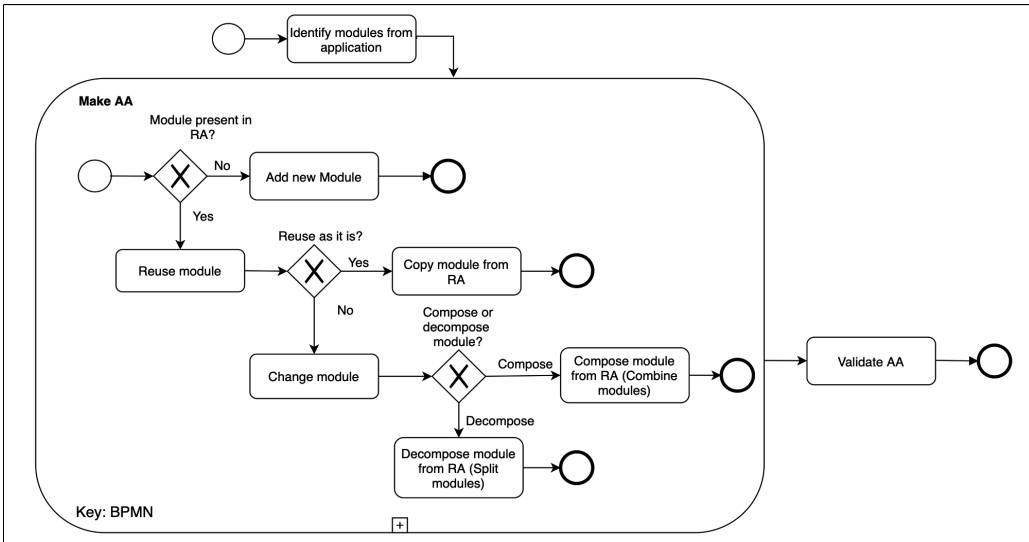 Identify modules from
application
Make AA
Module present in
RA?
No
Add new Module
Yes
Reuse as it is?
Reuse module
Yes
Copy module from
RA
No
Compose or
decompose
module?
Change module
Compose
Compose module
from RA (Combine
modules)
Validate AA
Decompose
Decompose module
from RA (Split
modules)
Key: BPMN